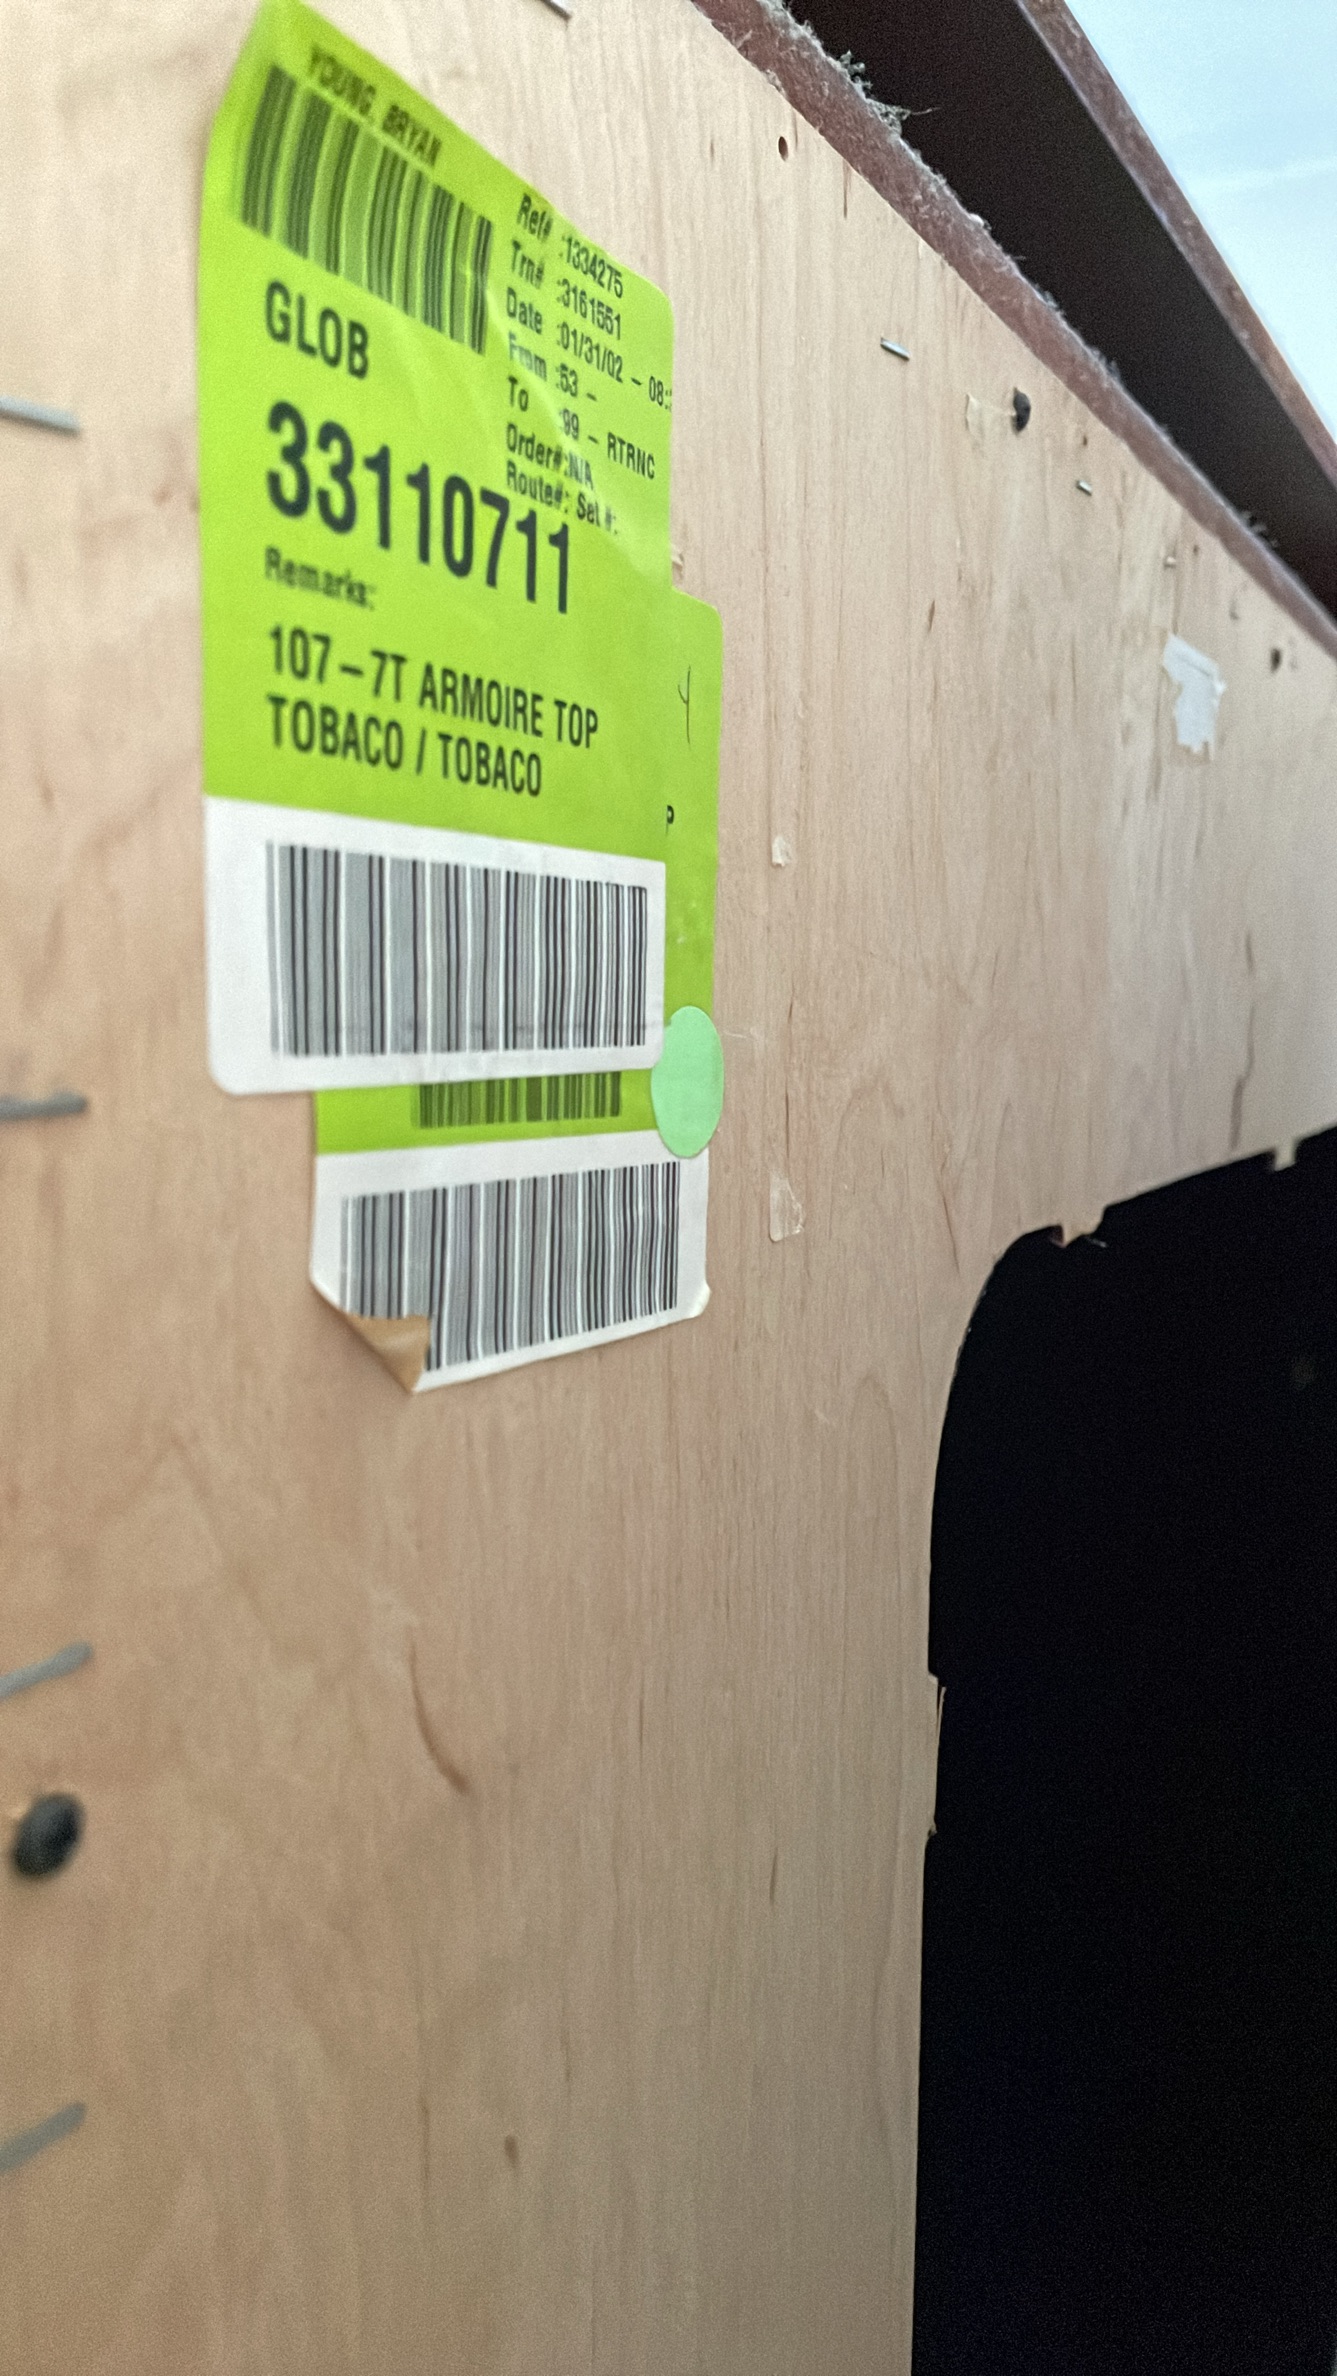 YOUNG, BRYAN
Ref# :1334275
Trn# :3161551
Date :01/31/02 - 08:
From :53 -
To :99 - RTRNC
Order#:N/A
Route#: Set #:
GLOB
33110711
Remarks:
107-7T ARMOIRE TOP
TOBACO / TOBACO
Y
P